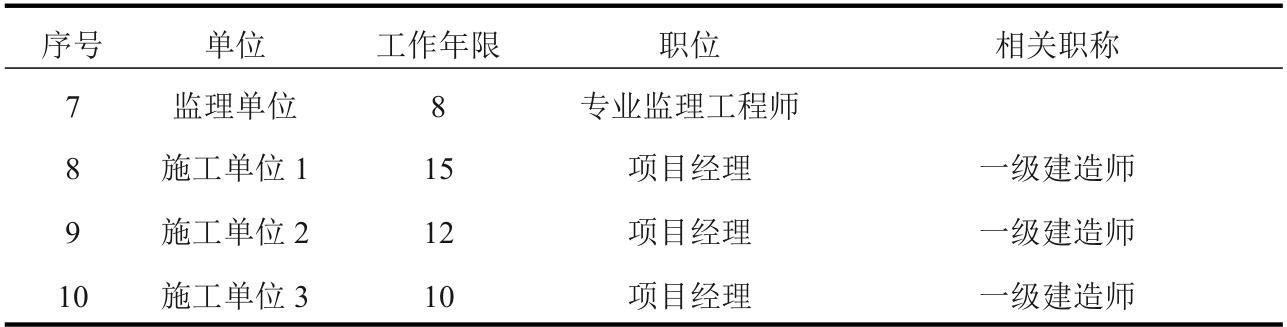 序号 单位 工作年限 职位 相关职称
7 监理单位 8 专业监理工程师
8 施工单位 1 15 项目经理 一级建造师
9 施工单位 2 12 项目经理 一级建造师
10 施工单位 3 10 项目经理 一级建造师